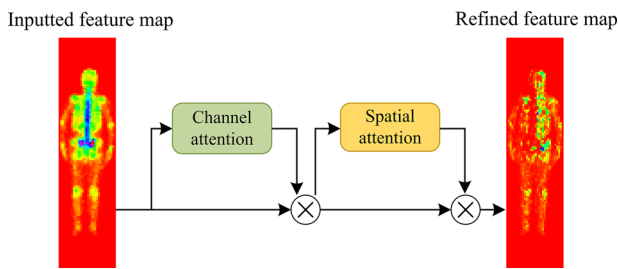 Inputted feature map
Refined feature map
Channel
attention
Spatial
attention